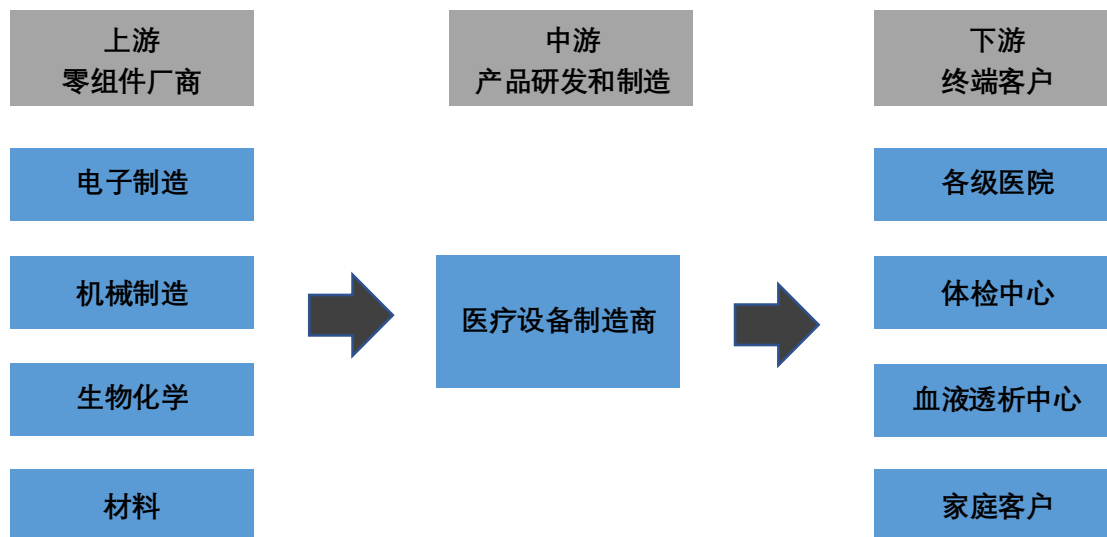 上游
零组件厂商
中游
产品研发和制造
下游
终端客户
电子制造
机械制造
生物化学
材料
医疗设备制造商
各级医院
体检中心
血液透析中心
家庭客户